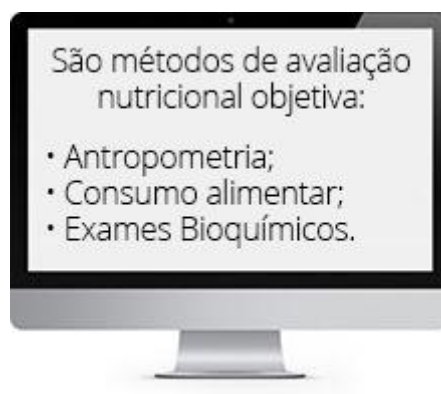 São métodos de avaliação
nutricional objetiva:
• Antropometria;
• Consumo alimentar;
• Exames Bioquímicos.